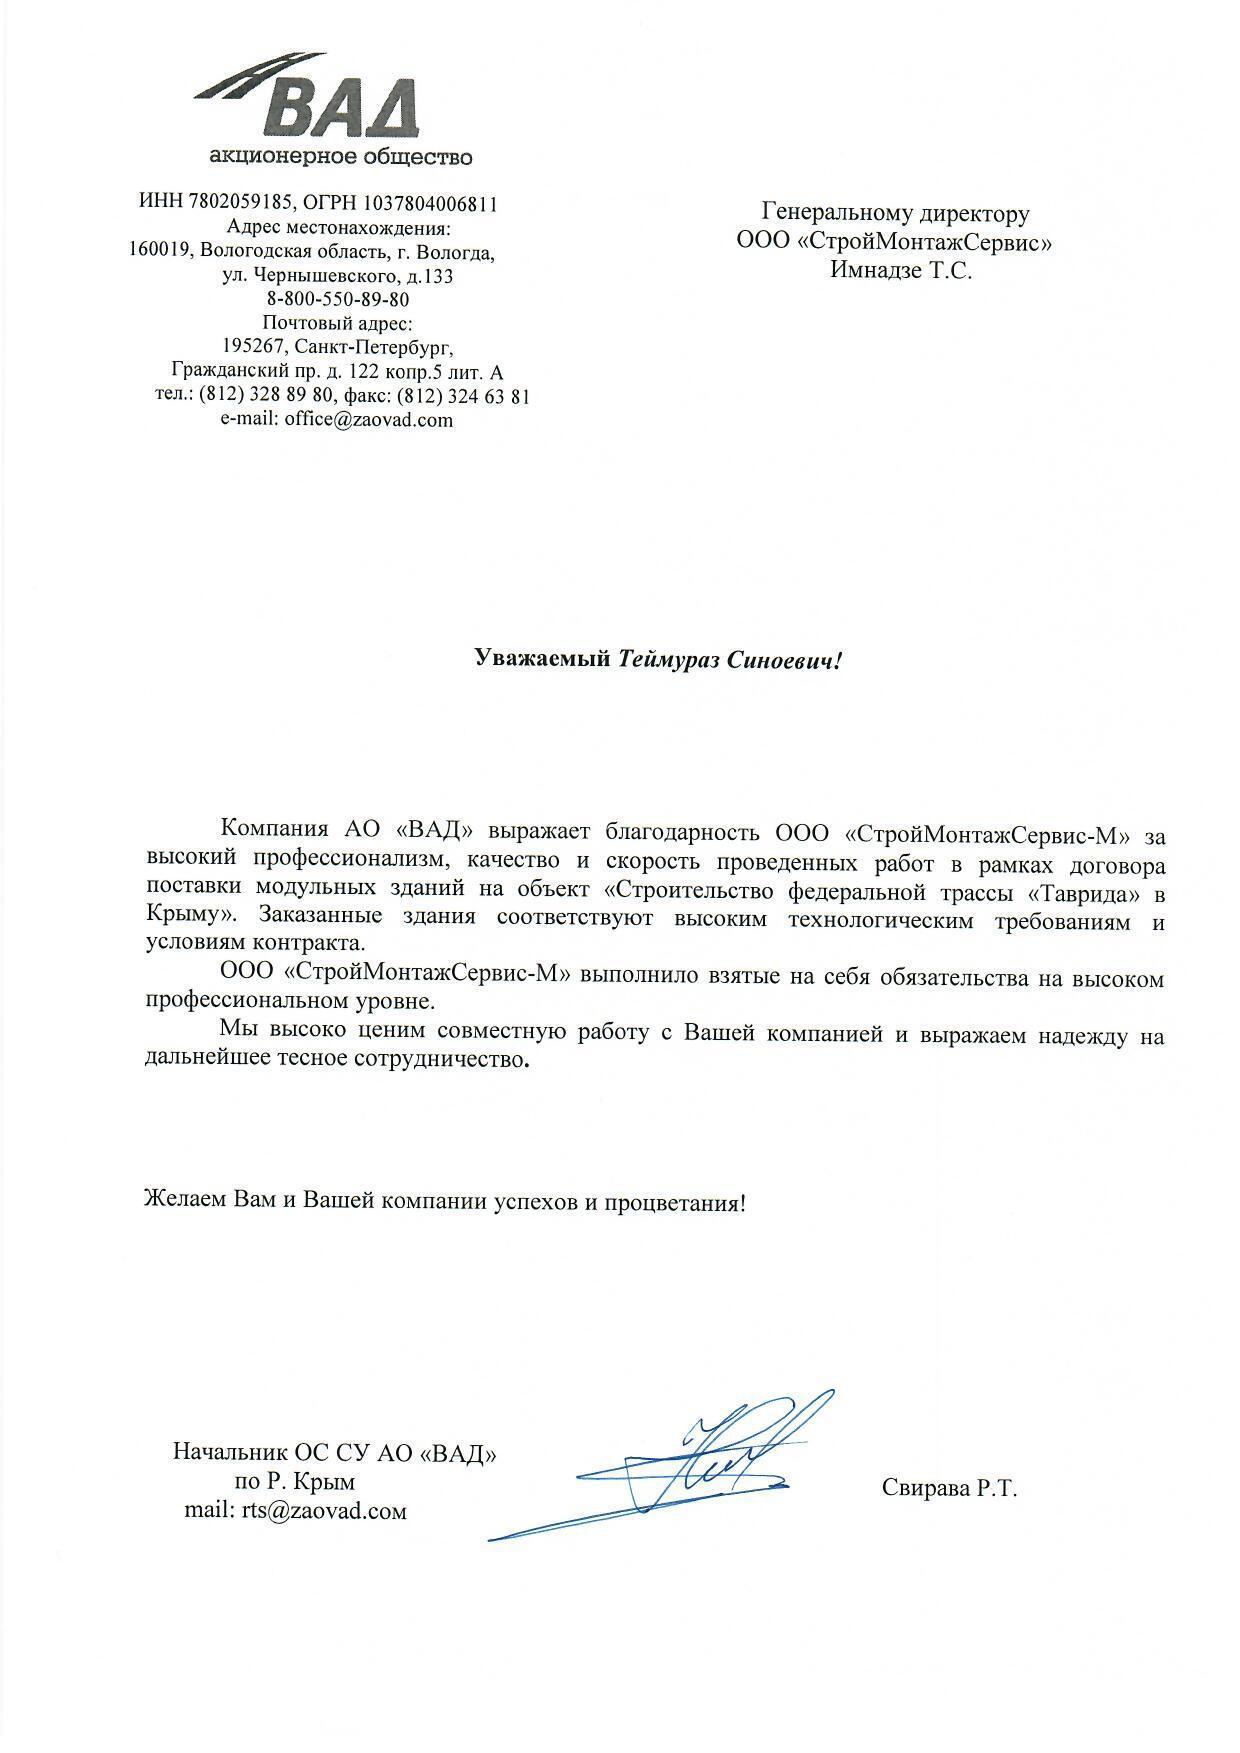 ВАД
акционерное общество
ИНН 7802059185, ОГРН 1037804006811
Адрес местонахождения:
160019, Вологодская область, г. Вологда,
ул. Чернышевского, д.133
8-800-550-89-80
Почтовый адрес:
195267, Санкт-Петербург,
Гражданский пр. д. 122 копр.5 лит. А
тел.: (812) 328 89 80, факс: (812) 324 63 81
e-mail: office@zaovad.com
Генеральному директору
ООО «СтройМонтажСервис»
Имнадзе Т.С.
Уважаемый Теймураз Синоевич!
Компания АО «ВАД» выражает благодарность ООО «СтройМонтажСервис-М» за
высокий профессионализм, качество и скорость проведенных работ в рамках договора
поставки модульных зданий на объект «Строительство федеральной трассы «Таврида» в
Крыму». Заказанные здания соответствуют высоким технологическим требованиям и
условиям контракта.
ООО «СтройМонтажСервис-М» выполнило взятые на себя обязательства на высоком
профессиональном уровне.
Мы высоко ценим совместную работу с Вашей компанией и выражаем надежду на
дальнейшее тесное сотрудничество.
Желаем Вам и Вашей компании успехов и процветания!
Начальник ОС СУ АО «ВАД»
по Р. Крым
mail: rts@zaovad.com
Свирава Р.Т.